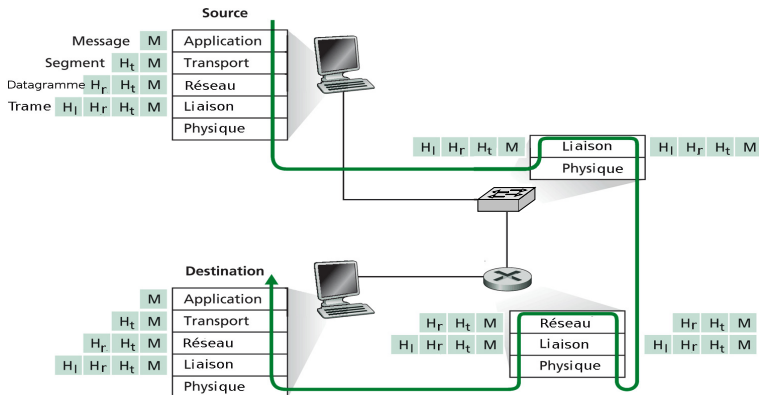 Source
Message M Application
Segment Ht M Transport
Datagramme Hr Ht M Réseau
Trame Hl Hr Ht M Liaison
Physique
Hl Hr Ht M Liaison Hl Hr Ht M
Physique
Destination
M Application
Ht M Transport
Hr Ht M Réseau
Hl Hr Ht M Liaison
Physique
Hr Ht M Réseau Hr Ht M
Hl Hr Ht M Liaison Hl Hr Ht M
Physique